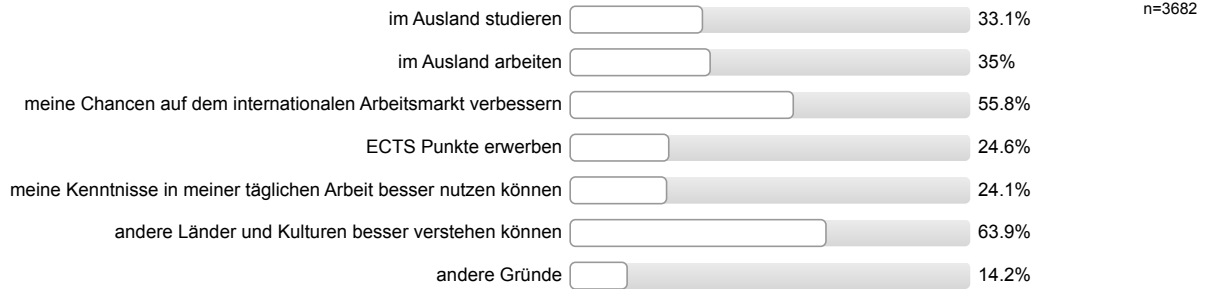 im Ausland studieren 33.1% n=3682
im Ausland arbeiten 35%
meine Chancen auf dem internationalen Arbeitsmarkt verbessern 55.8%
ECTS Punkte erwerben 24.6%
meine Kenntnisse in meiner täglichen Arbeit besser nutzen können 24.1%
andere Länder und Kulturen besser verstehen können 63.9%
andere Gründe 14.2%